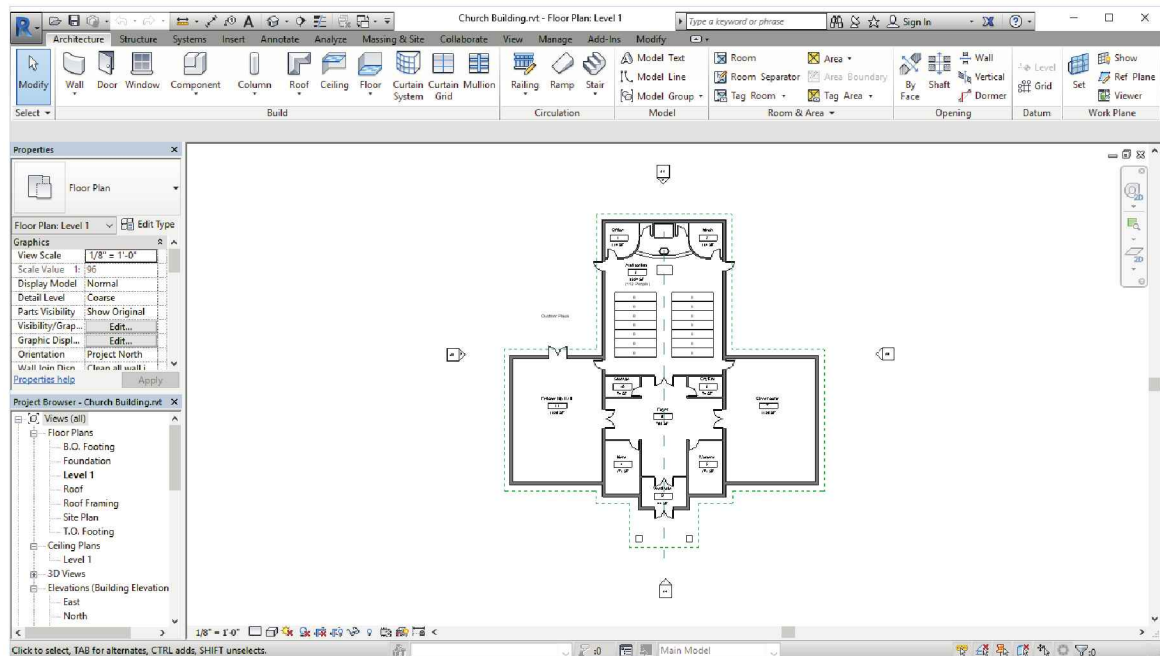 Church Building.rvt - Floor Plan: Level 1
Type a keyword or phrase
Sign In
Architecture Structure Systems Insert Annotate Analyze Massing & Site Collaborate View Manage Add-Ins Modify
Modify
Wall Door Window Component Column Roof Ceiling Floor Curtain System Curtain Grid Mullion
Railing Ramp Stair
Model Text
Model Line
Model Group
Room
Room Separator
Tag Room
Area
Area Boundary
Tag Area
By Face
Shaft
Wall
Vertical
Dormer
Level
Grid
Set
Show
Ref Plane
Viewer
Select Build Circulation Model Room & Area Opening Datum Work Plane
Properties
Floor Plan
Floor Plan: Level 1 Edit Type
Graphics
View Scale 1/8" = 1'-0"
Scale Value 1: 96
Display Model Normal
Detail Level Coarse
Parts Visibility Show Original
Visibility/Grap... Edit...
Graphic Displ... Edit...
Orientation Project North
Wall Join Disp Clean all wall j
Properties help Apply
Project Browser - Church Building.rvt
Views (all)
Floor Plans
B.O. Footing
Foundation
Level 1
Roof
Roof Framing
Site Plan
T.O. Footing
Ceiling Plans
Level 1
3D Views
Elevations (Building Elevation
East
North
1/8" = 1'-0"
Click to select, TAB for alternates, CTRL adds, SHIFT unselects.
:0
Main Model
:0